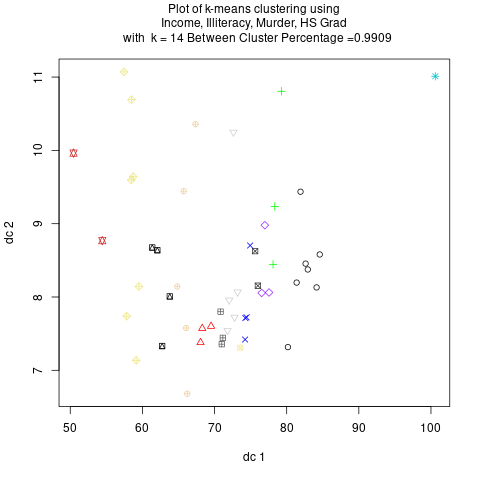 Plot of k-means clustering using
Income, Illiteracy, Murder, HS Grad
with k = 14 Between Cluster Percentage =0.9909
11
10
9
8
7
dc 2
50 60 70 80 90 100
dc 1